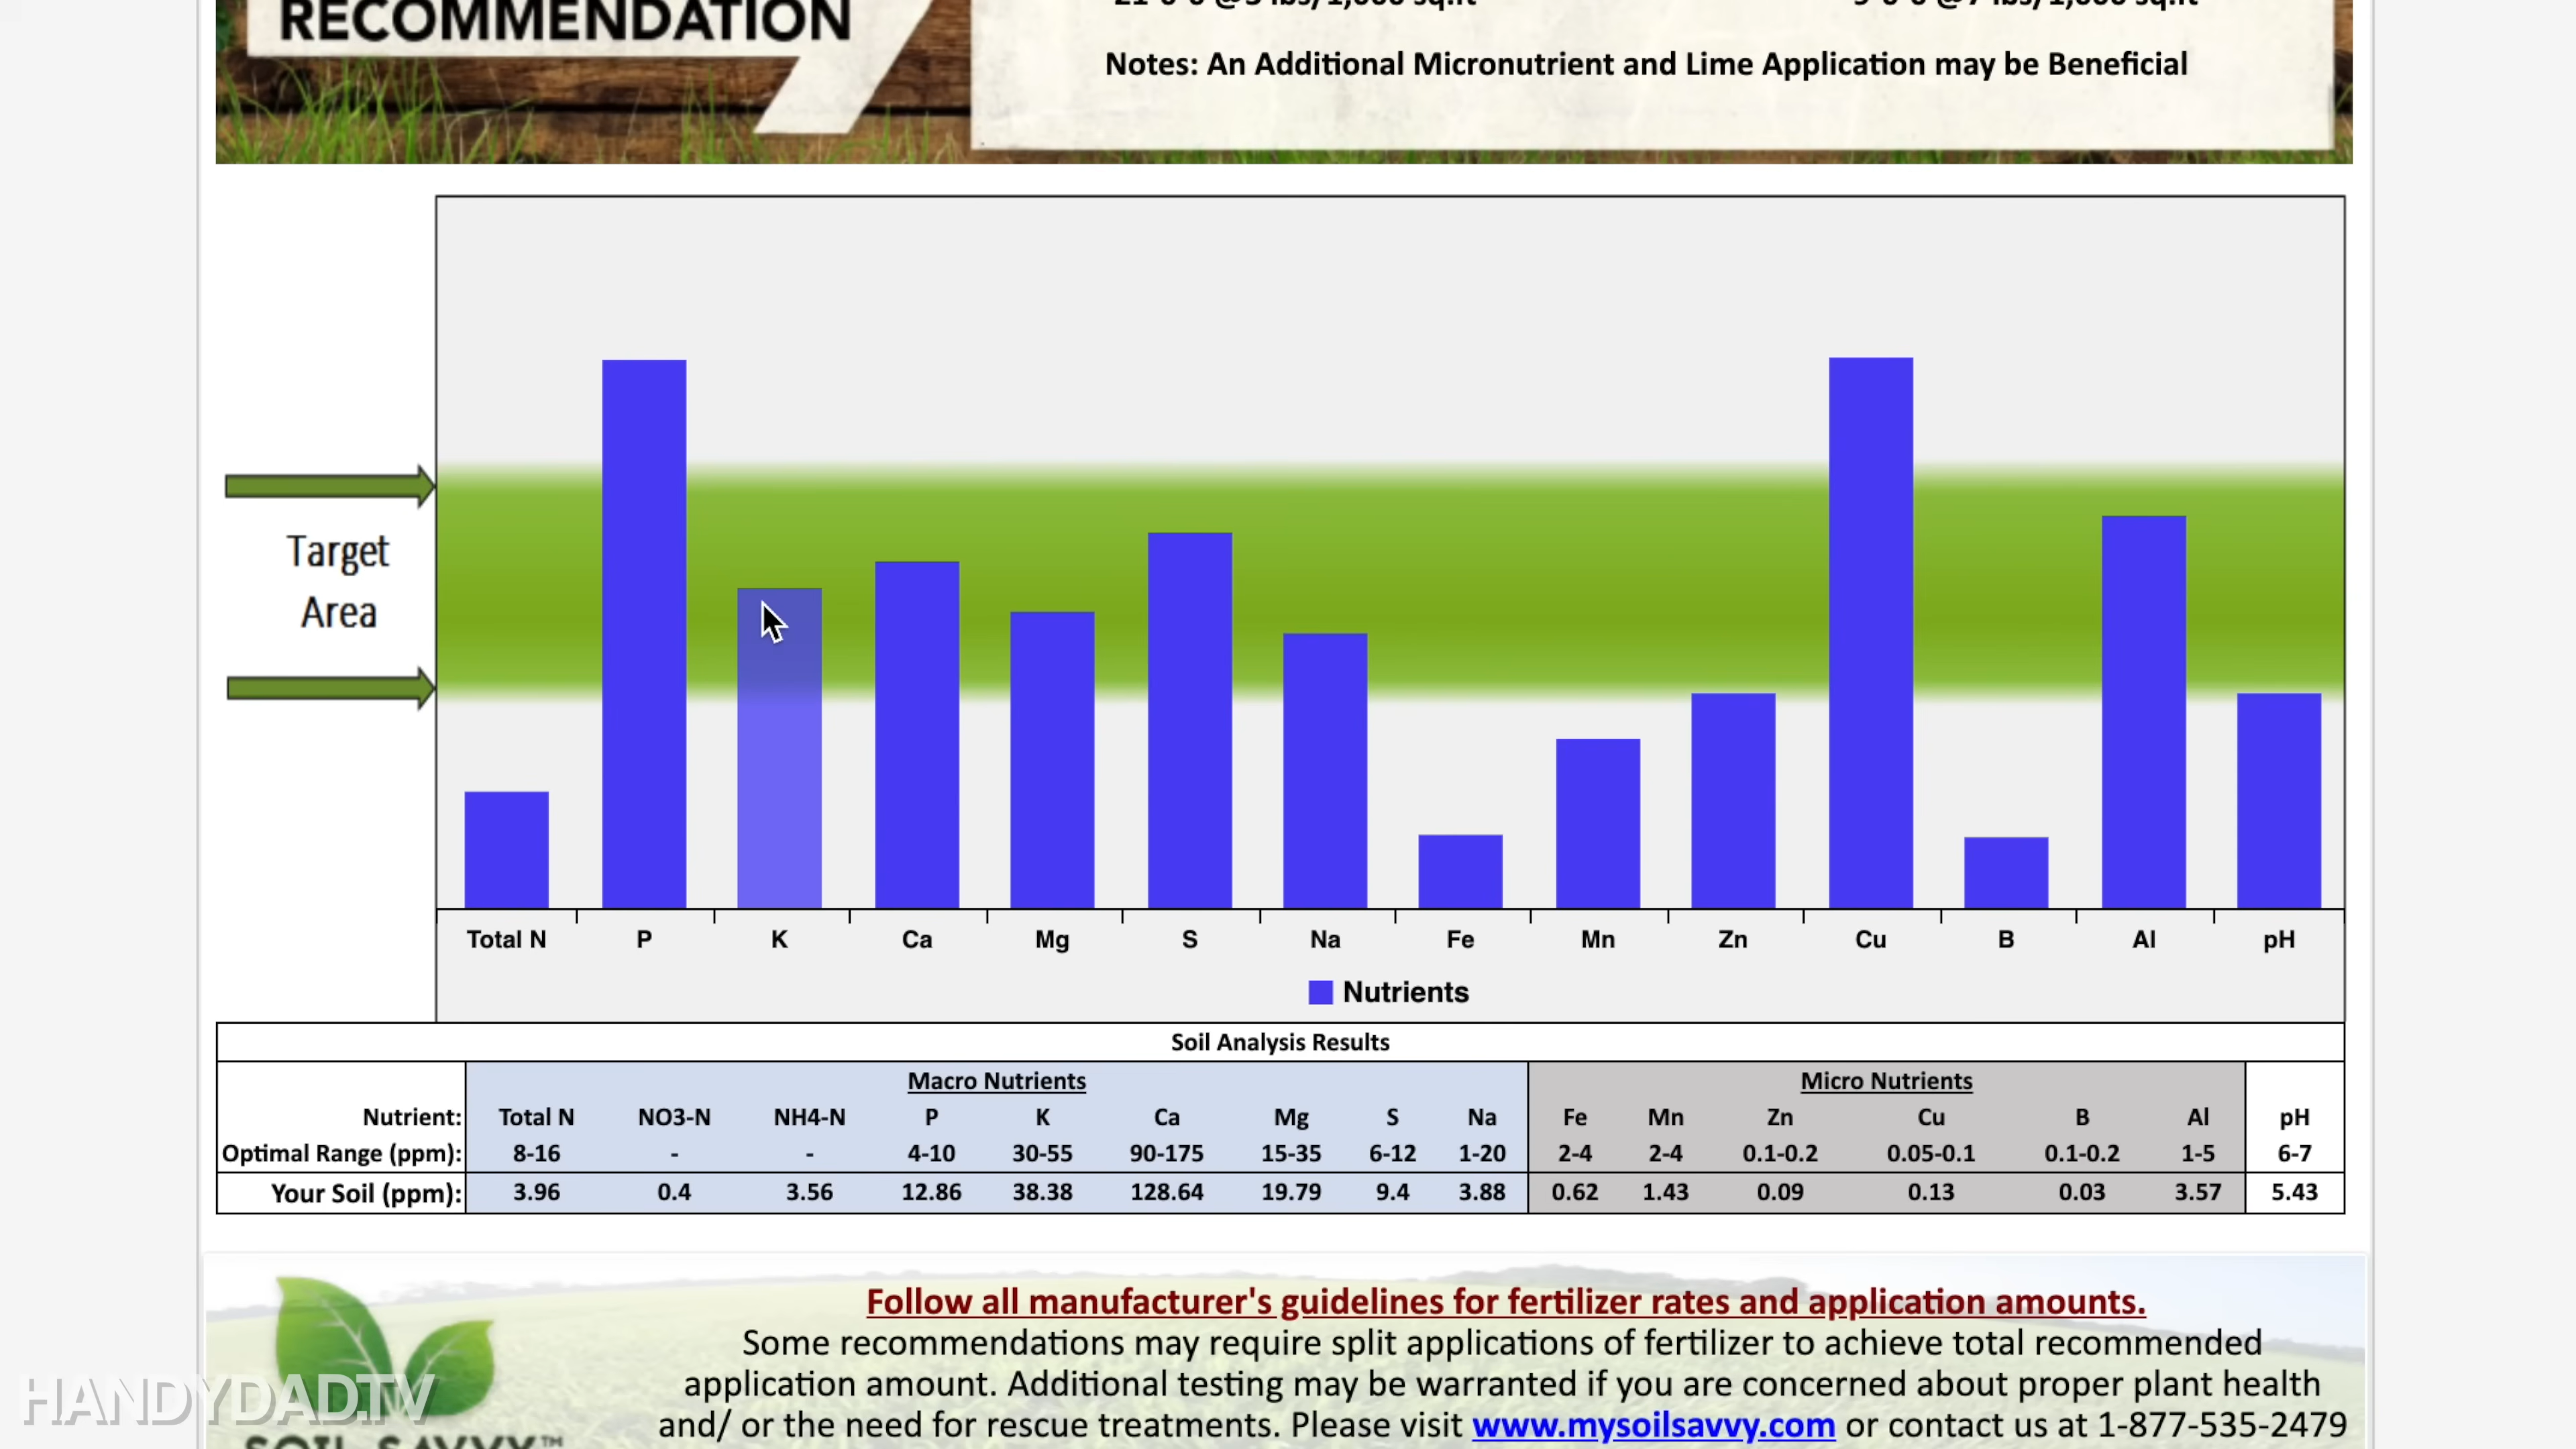 RECOMMENDATION
Notes: An Additional Micronutrient and Lime Application may be Beneficial
Target
Area
Total N P K Ca Mg S Na Fe Mn Zn Cu B Al pH
Nutrients
Soil Analysis Results
Macro Nutrients Micro Nutrients
Nutrient: Total N NO3-N NH4-N P K Ca Mg S Na Fe Mn Zn Cu B Al pH
Optimal Range (ppm): 8-16 - - 4-10 30-55 90-175 15-35 6-12 1-20 2-4 2-4 0.1-0.2 0.05-0.1 0.1-0.2 1-5 6-7
Your Soil (ppm): 3.96 0.4 3.56 12.86 38.38 128.64 19.79 9.4 3.88 0.62 1.43 0.09 0.13 0.03 3.57 5.43
Follow all manufacturer's guidelines for fertilizer rates and application amounts.
Some recommendations may require split applications of fertilizer to achieve total recommended
application amount. Additional testing may be warranted if you are concerned about proper plant health
and/ or the need for rescue treatments. Please visit www.mysoilsavvy.com or contact us at 1-877-535-2479
HANDYDAD.TV
SOIL SAVVY™